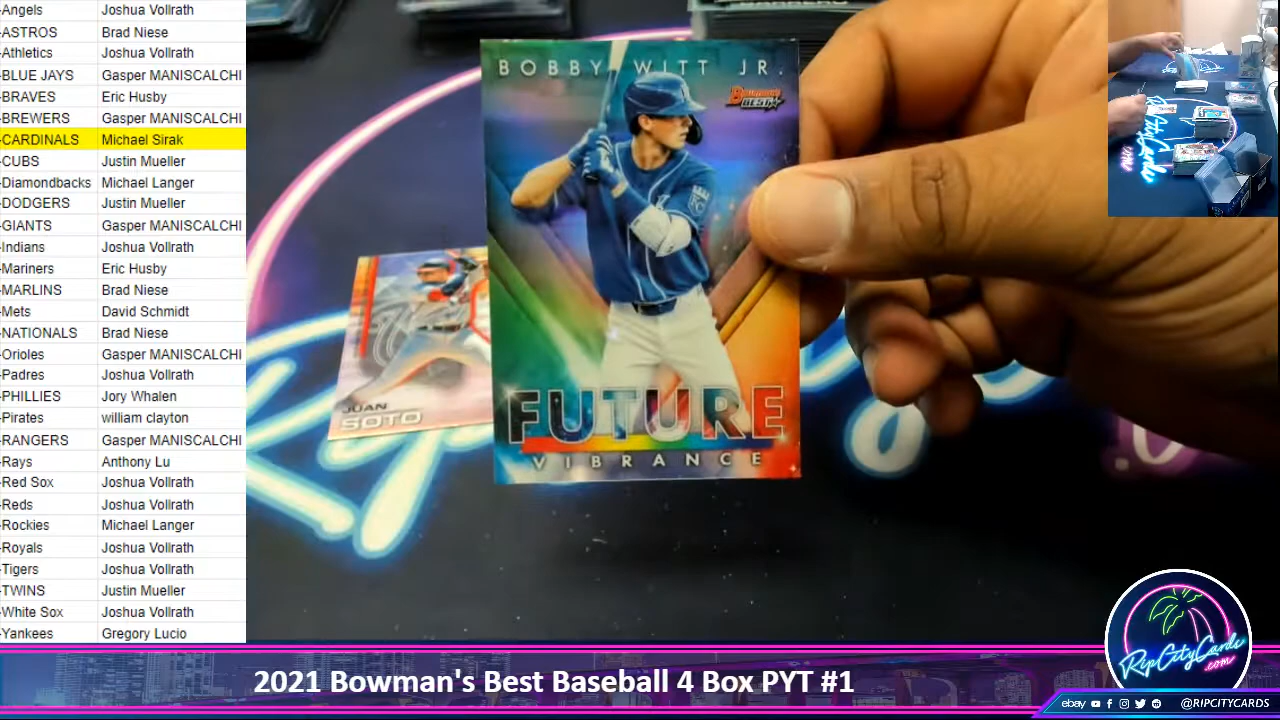 -Angels Joshua Vollrath
-ASTROS Brad Niese
-Athletics Joshua Vollrath
-BLUE JAYS Gasper MANISCALCHI
-BRAVES Eric Husby
-BREWERS Gasper MANISCALCHI
-CARDINALS Michael Sirak
-CUBS Justin Mueller
-Diamondbacks Michael Langer
-DODGERS Justin Mueller
-GIANTS Gasper MANISCALCHI
-Indians Joshua Vollrath
-Mariners Eric Husby
-MARLINS Brad Niese
-Mets David Schmidt
-NATIONALS Brad Niese
-Orioles Gasper MANISCALCHI
-Padres Joshua Vollrath
-PHILLIES Jory Whalen
-Pirates william clayton
-RANGERS Gasper MANISCALCHI
-Rays Anthony Lu
-Red Sox Joshua Vollrath
-Reds Joshua Vollrath
-Rockies Michael Langer
-Royals Joshua Vollrath
-Tigers Joshua Vollrath
-TWINS Justin Mueller
-White Sox Joshua Vollrath
-Yankees Gregory Lucio
BOBBY WITT JR.
BOWMAN'S
BEST
FUTURE
VIBRANCE
JUAN
SOTO
RipCityCards
.com
2021 Bowman's Best Baseball 4 Box PYT #1
ebay @RIPCITYCARDS